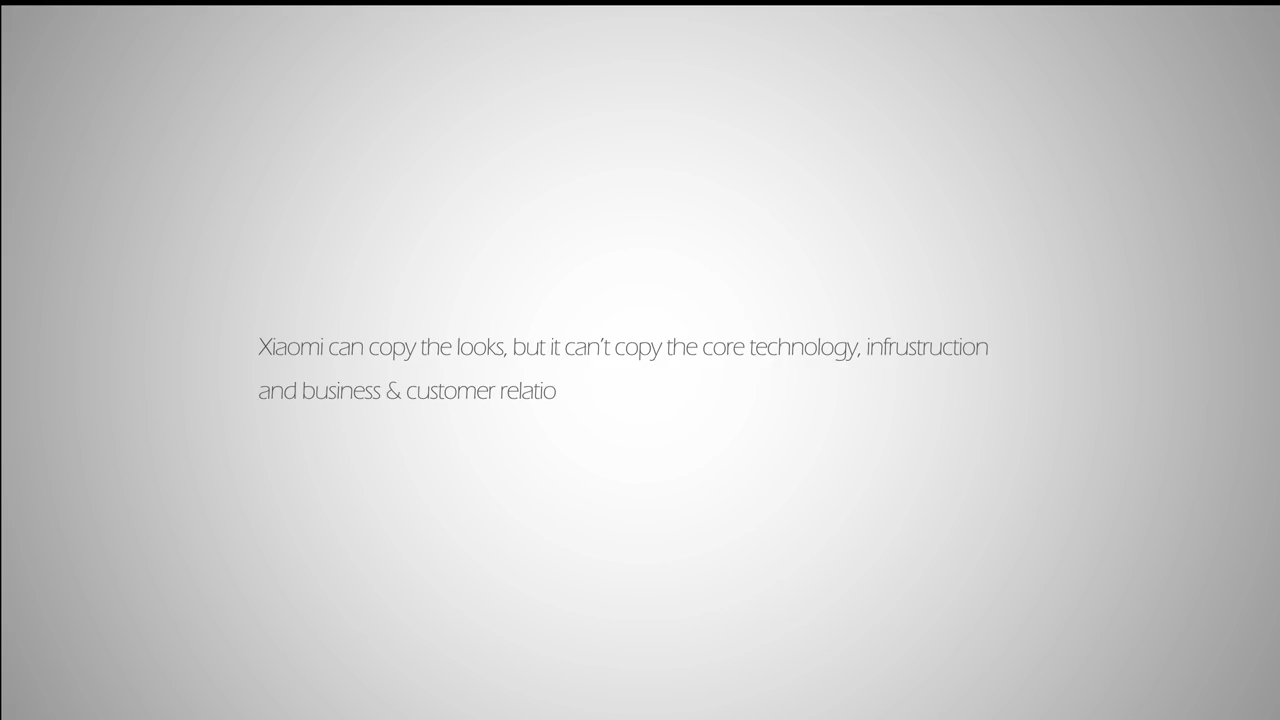 Xiaomi can copy the looks, but it can't copy the core technology, infrustruction
and business & customer relatio